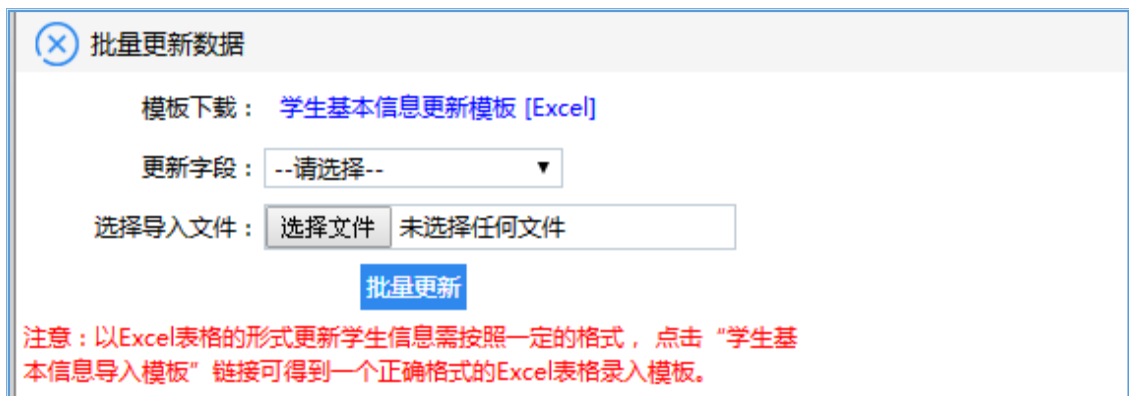 批量更新数据
模板下载： 学生基本信息更新模板 [Excel]
更新字段： --请选择--
选择导入文件： 选择文件 未选择任何文件
批量更新
注意：以Excel表格的形式更新学生信息需按照一定的格式， 点击“学生基
本信息导入模板”链接可得到一个正确格式的Excel表格录入模板。